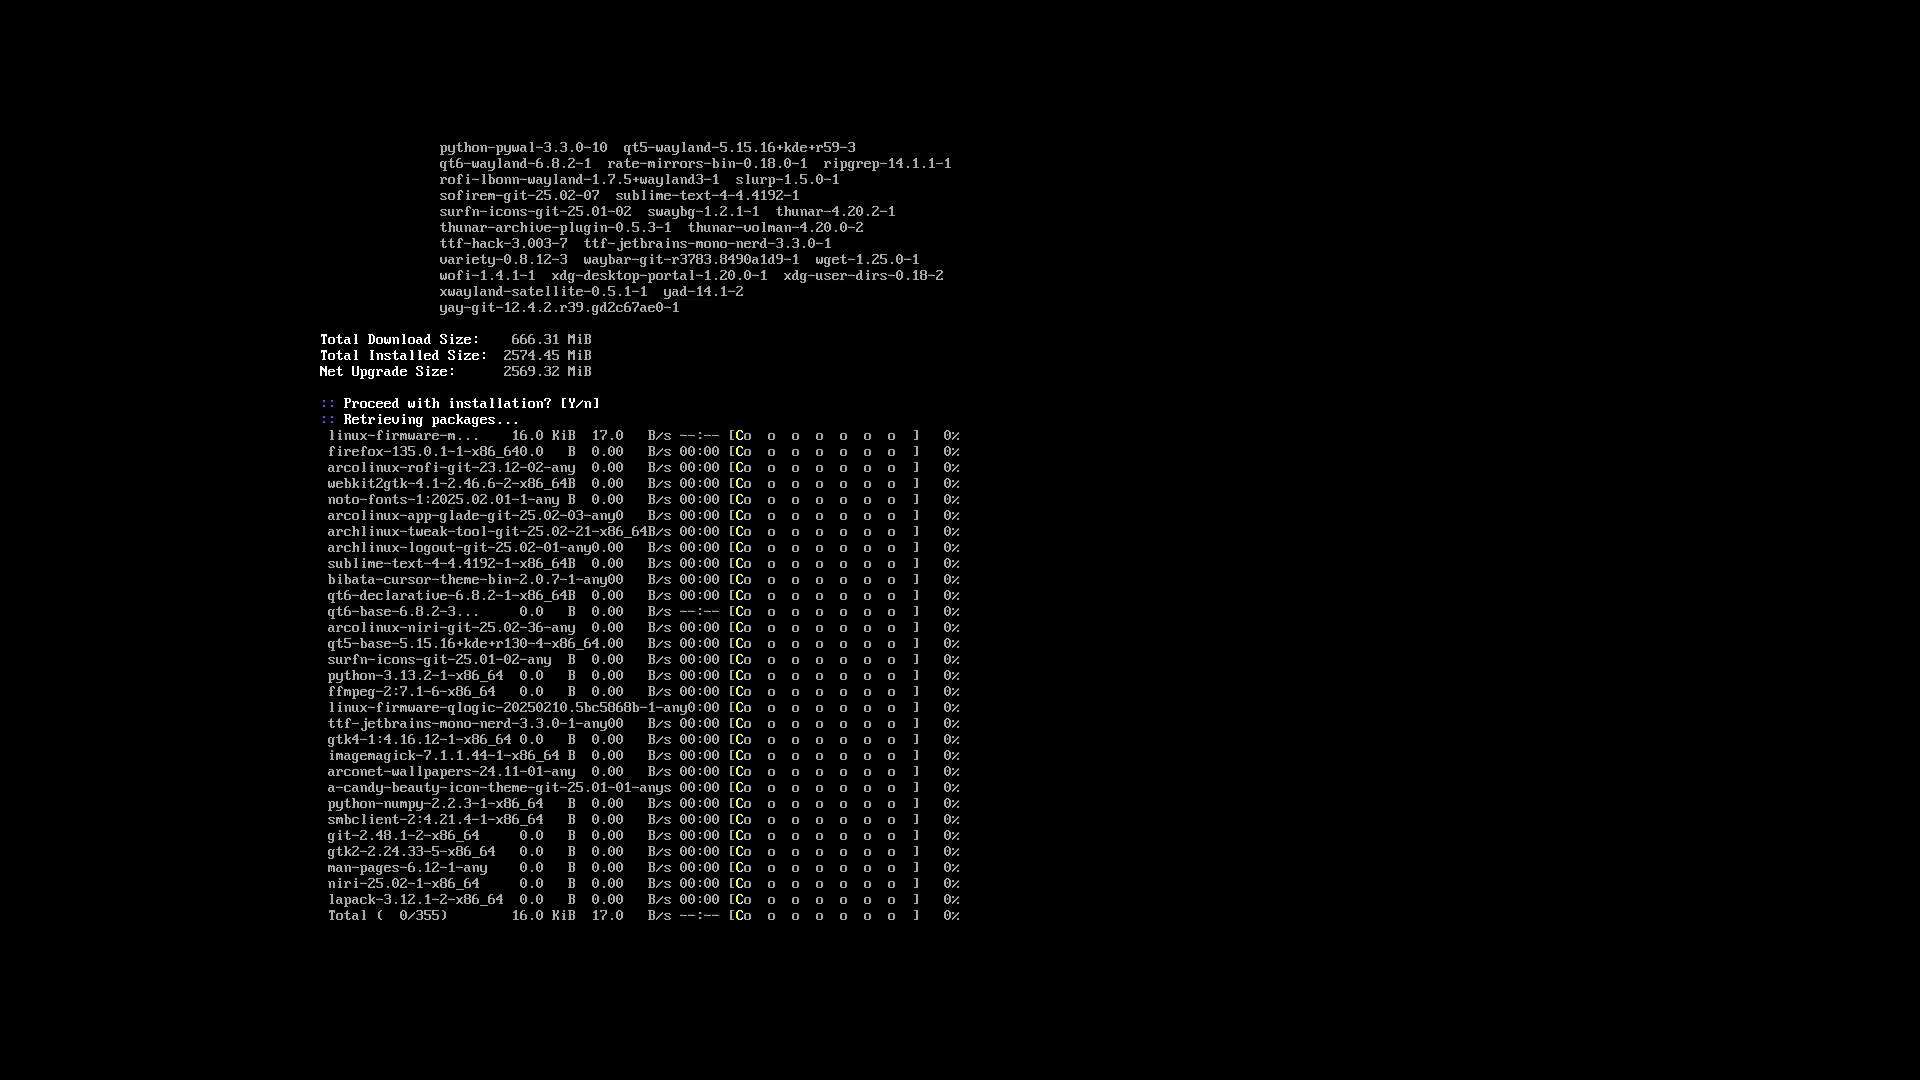 python-pywal-3.3.0-10  qt5-wayland-5.15.16+kde+r59-3
qt6-wayland-6.8.2-1  rate-mirrors-bin-0.18.0-1  ripgrep-14.1.1-1
rofi-lbonn-wayland-1.7.5+wayland3-1  slurp-1.5.0-1
sofirem-git-25.02-07  sublime-text-4-4.4192-1
surfn-icons-git-25.01-02  swaybg-1.2.1-1  thunar-4.20.2-1
thunar-archive-plugin-0.5.3-1  thunar-volman-4.20.0-2
ttf-hack-3.003-7  ttf-jetbrains-mono-nerd-3.3.0-1
variety-0.8.12-3  waybar-git-r3783.8490a1d9-1  wget-1.25.0-1
wofi-1.4.1-1  xdg-desktop-portal-1.20.0-1  xdg-user-dirs-0.18-2
xwayland-satellite-0.5.1-1  yad-14.1-2
yay-git-12.4.2.r39.gd2c67ae0-1
Total Download Size:    666.31 MiB
Total Installed Size:  2574.45 MiB
Net Upgrade Size:      2569.32 MiB
:: Proceed with installation? [Y/n]
:: Retrieving packages...
linux-firmware-m...    16.0 KiB  17.0   B/s --:-- [Co  o  o  o  o  o  o  ]   0%
firefox-135.0.1-1-x86_640.0   B  0.00   B/s 00:00 [Co  o  o  o  o  o  o  ]   0%
arcolinux-rofi-git-23.12-02-any  0.00   B/s 00:00 [Co  o  o  o  o  o  o  ]   0%
webkit2gtk-4.1-2.46.6-2-x86_64B  0.00   B/s 00:00 [Co  o  o  o  o  o  o  ]   0%
noto-fonts-1:2025.02.01-1-any B  0.00   B/s 00:00 [Co  o  o  o  o  o  o  ]   0%
arcolinux-app-glade-git-25.02-03-any0   B/s 00:00 [Co  o  o  o  o  o  o  ]   0%
archlinux-tweak-tool-git-25.02-21-x86_64B/s 00:00 [Co  o  o  o  o  o  o  ]   0%
archlinux-logout-git-25.02-01-any0.00   B/s 00:00 [Co  o  o  o  o  o  o  ]   0%
sublime-text-4-4.4192-1-x86_64B  0.00   B/s 00:00 [Co  o  o  o  o  o  o  ]   0%
bibata-cursor-theme-bin-2.0.7-1-any00   B/s 00:00 [Co  o  o  o  o  o  o  ]   0%
qt6-declarative-6.8.2-1-x86_64B  0.00   B/s 00:00 [Co  o  o  o  o  o  o  ]   0%
qt6-base-6.8.2-3...     0.0   B  0.00   B/s --:-- [Co  o  o  o  o  o  o  ]   0%
arcolinux-niri-git-25.02-36-any  0.00   B/s 00:00 [Co  o  o  o  o  o  o  ]   0%
qt5-base-5.15.16+kde+r130-4-x86_64.00   B/s 00:00 [Co  o  o  o  o  o  o  ]   0%
surfn-icons-git-25.01-02-any  B  0.00   B/s 00:00 [Co  o  o  o  o  o  o  ]   0%
python-3.13.2-1-x86_64  0.0   B  0.00   B/s 00:00 [Co  o  o  o  o  o  o  ]   0%
ffmpeg-2:7.1-6-x86_64   0.0   B  0.00   B/s 00:00 [Co  o  o  o  o  o  o  ]   0%
linux-firmware-qlogic-20250210.5bc5868b-1-any0:00 [Co  o  o  o  o  o  o  ]   0%
ttf-jetbrains-mono-nerd-3.3.0-1-any00   B/s 00:00 [Co  o  o  o  o  o  o  ]   0%
gtk4-1:4.16.12-1-x86_64 0.0   B  0.00   B/s 00:00 [Co  o  o  o  o  o  o  ]   0%
imagemagick-7.1.1.44-1-x86_64 B  0.00   B/s 00:00 [Co  o  o  o  o  o  o  ]   0%
arconet-wallpapers-24.11-01-any  0.00   B/s 00:00 [Co  o  o  o  o  o  o  ]   0%
a-candy-beauty-icon-theme-git-25.01-01-anys 00:00 [Co  o  o  o  o  o  o  ]   0%
python-numpy-2.2.3-1-x86_64   B  0.00   B/s 00:00 [Co  o  o  o  o  o  o  ]   0%
smbclient-2:4.21.4-1-x86_64   B  0.00   B/s 00:00 [Co  o  o  o  o  o  o  ]   0%
git-2.48.1-2-x86_64     0.0   B  0.00   B/s 00:00 [Co  o  o  o  o  o  o  ]   0%
gtk2-2.24.33-5-x86_64   0.0   B  0.00   B/s 00:00 [Co  o  o  o  o  o  o  ]   0%
man-pages-6.12-1-any    0.0   B  0.00   B/s 00:00 [Co  o  o  o  o  o  o  ]   0%
niri-25.02-1-x86_64     0.0   B  0.00   B/s 00:00 [Co  o  o  o  o  o  o  ]   0%
lapack-3.12.1-2-x86_64  0.0   B  0.00   B/s 00:00 [Co  o  o  o  o  o  o  ]   0%
Total (  0/355)        16.0 KiB  17.0   B/s --:-- [Co  o  o  o  o  o  o  ]   0%